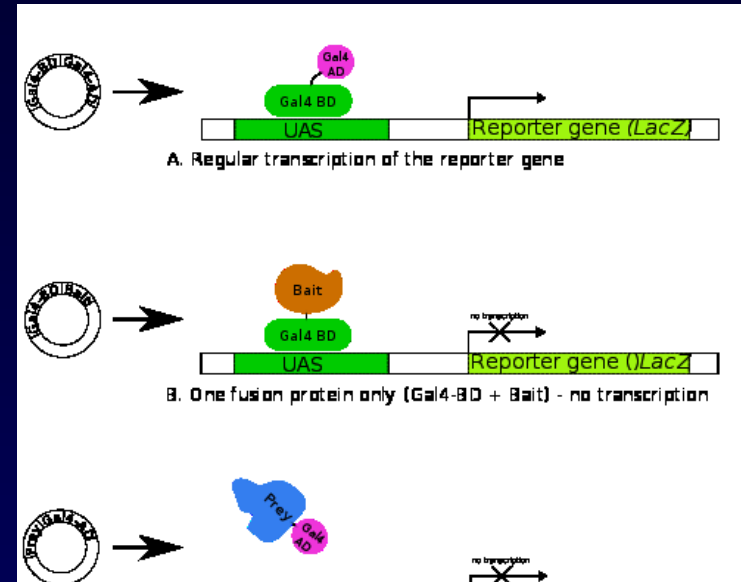 Gal4-BD Gal4-AD
Gal4
AD
Gal4 BD
UAS
Reporter gene (LacZ)
A. Regular transcription of the reporter gene
Gal4-BD Bait
Bait
Gal4 BD
no transcription
UAS
Reporter gene ()LacZ
B. One fusion protein only (Gal4-BD + Bait) - no transcription
Prey Gal4-AD
Prey
Gal4
AD
no transcription